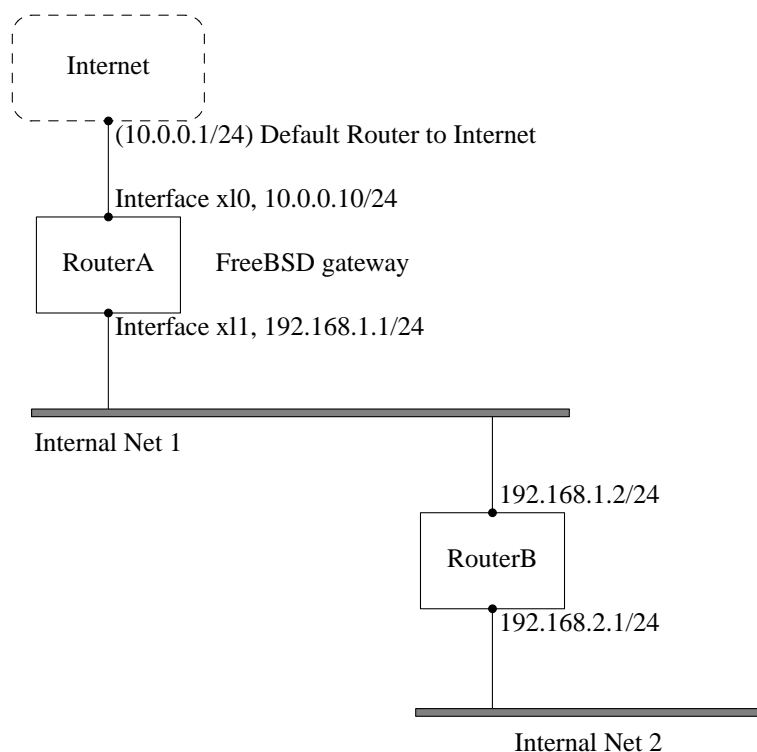 Internet
(10.0.0.1/24) Default Router to Internet
Interface xl0, 10.0.0.10/24
RouterA
FreeBSD gateway
Interface xl1, 192.168.1.1/24
Internal Net 1
192.168.1.2/24
RouterB
192.168.2.1/24
Internal Net 2